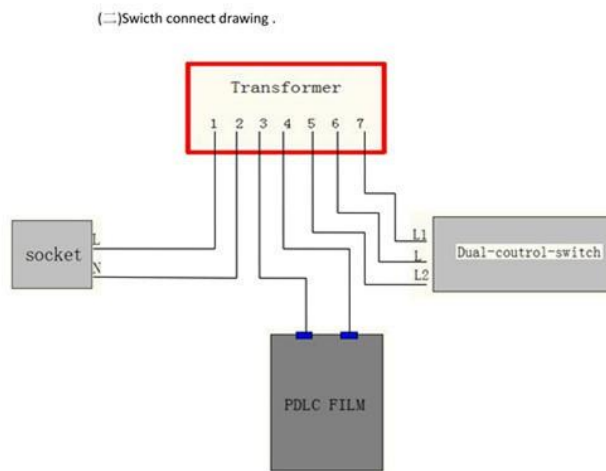 (二)Swicth connect drawing .
Transformer
1 2 3 4 5 6 7
L
socket
N
L1
L
L2
Dual-coutrol-switch
PDLC FILM